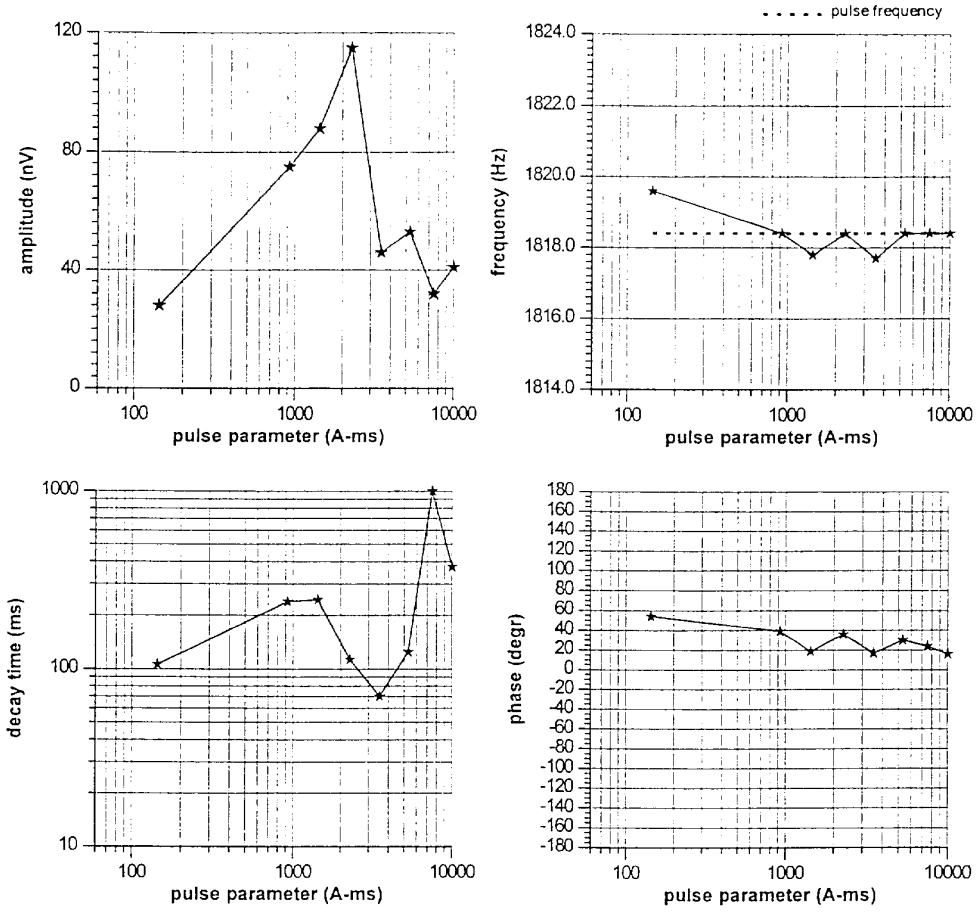 pulse frequency
120
80
40
0
amplitude (nV)
100 1000 10000
pulse parameter (A-ms)
1824.0
1822.0
1820.0
1818.0
1816.0
1814.0
frequency (Hz)
100 1000 10000
pulse parameter (A-ms)
1000
100
10
decay time (ms)
100 1000 10000
pulse parameter (A-ms)
180
160
140
120
100
80
60
40
20
0
-20
-40
-60
-80
-100
-120
-140
-160
-180
phase (degr)
100 1000 10000
pulse parameter (A-ms)